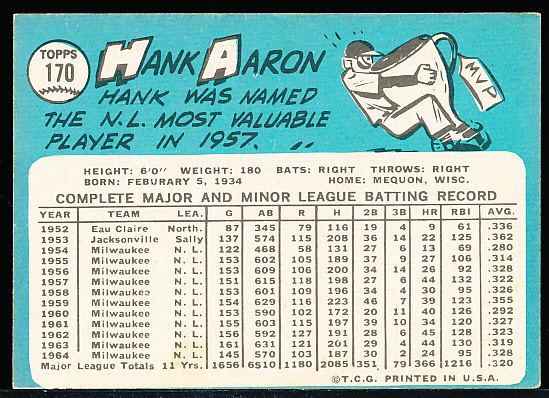 TOPPS
170
HANK AARON
HANK WAS NAMED
THE N.L. MOST VALUABLE
PLAYER IN 1957. ..
MVP
HEIGHT: 6'0" WEIGHT: 180 BATS: RIGHT THROWS: RIGHT
BORN: FEBURARY 5, 1934 HOME: MEQUON, WISC.
COMPLETE MAJOR AND MINOR LEAGUE BATTING RECORD
YEAR TEAM LEA. G AB R H 2B 3B HR RBI AVG.
1952 Eau Claire North. 87 345 79 116 19 4 9 61 .336
1953 Jacksonville Sally 137 574 115 208 36 14 22 125 .362
1954 Milwaukee N. L. 122 468 58 131 27 6 13 69 .280
1955 Milwaukee N. L. 153 602 105 189 37 9 27 106 .314
1956 Milwaukee N. L. 153 609 106 200 34 14 26 92 .328
1957 Milwaukee N. L. 151 615 118 198 27 6 44 132 .322
1958 Milwaukee N. L. 153 601 109 196 34 4 30 95 .326
1959 Milwaukee N. L. 154 629 116 223 46 7 39 123 .355
1960 Milwaukee N. L. 153 590 102 172 20 11 40 126 .292
1961 Milwaukee N. L. 155 603 115 197 39 10 34 120 .327
1962 Milwaukee N. L. 156 592 127 191 28 6 45 128 .323
1963 Milwaukee N. L. 161 631 121 201 29 4 44 130 .319
1964 Milwaukee N. L. 145 570 103 187 30 2 24 95 .328
Major League Totals 11 Yrs. 1656 6510 1180 2085 351 79 366 1216 .320
©T.C.G. PRINTED IN U.S.A.